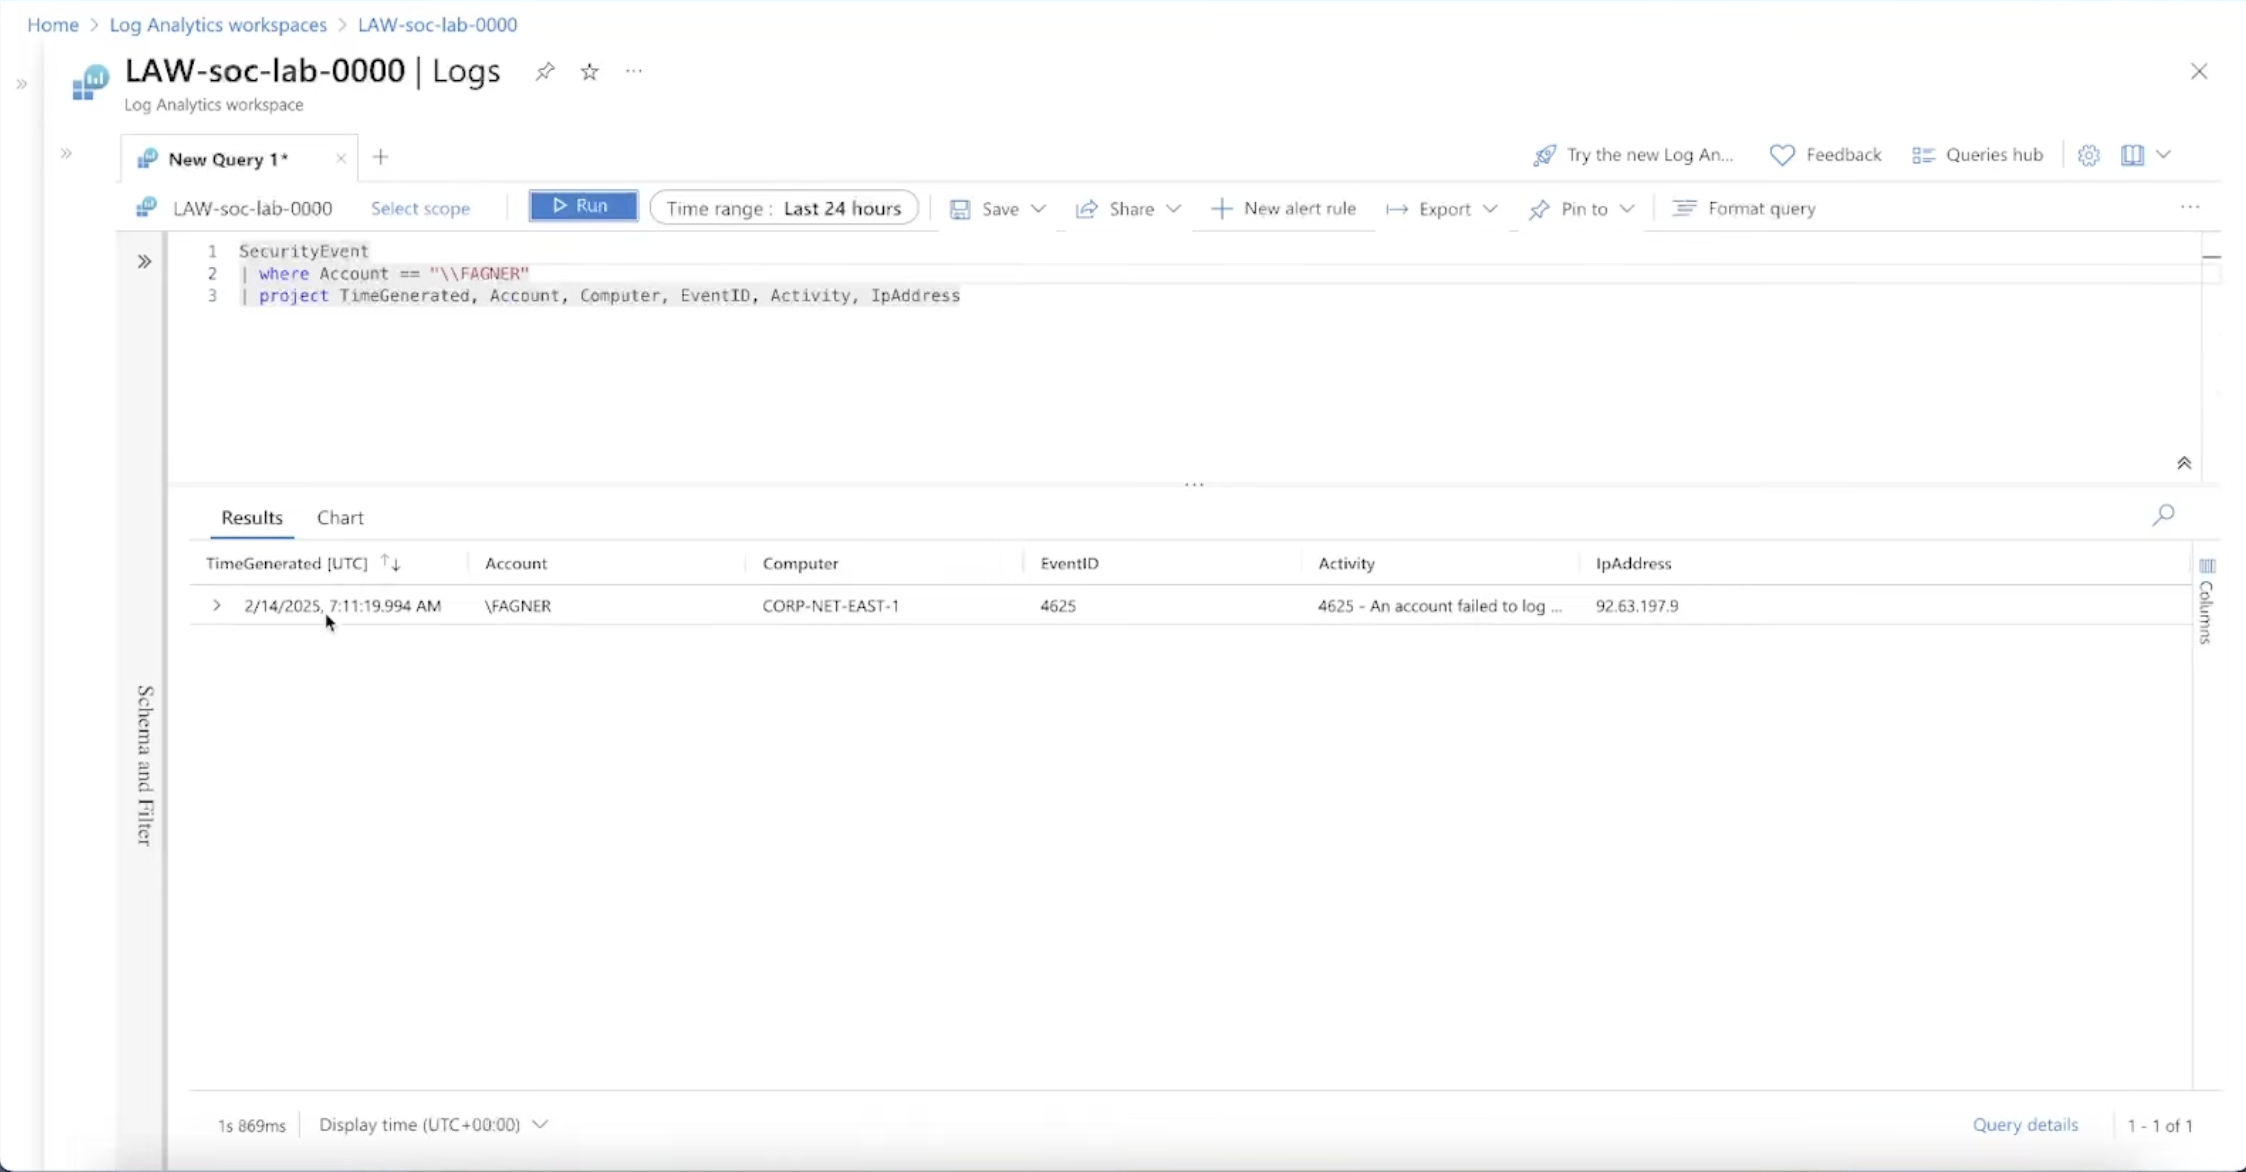 Home > Log Analytics workspaces > LAW-soc-lab-0000
LAW-soc-lab-0000 | Logs ...
Log Analytics workspace
New Query 1* × +
Try the new Log An... Feedback Queries hub
LAW-soc-lab-0000 Select scope Run Time range : Last 24 hours Save Share New alert rule Export Pin to Format query ...
1 SecurityEvent
2 | where Account == "\\FAGNER"
3 | project TimeGenerated, Account, Computer, EventID, Activity, IpAddress
Results Chart
TimeGenerated [UTC] Account Computer EventID Activity IpAddress
2/14/2025, 7:11:19.994 AM \FAGNER CORP-NET-EAST-1 4625 4625 - An account failed to log ... 92.63.197.9
Columns
Schema and Filter
1s 869ms Display time (UTC+00:00) Query details 1 - 1 of 1